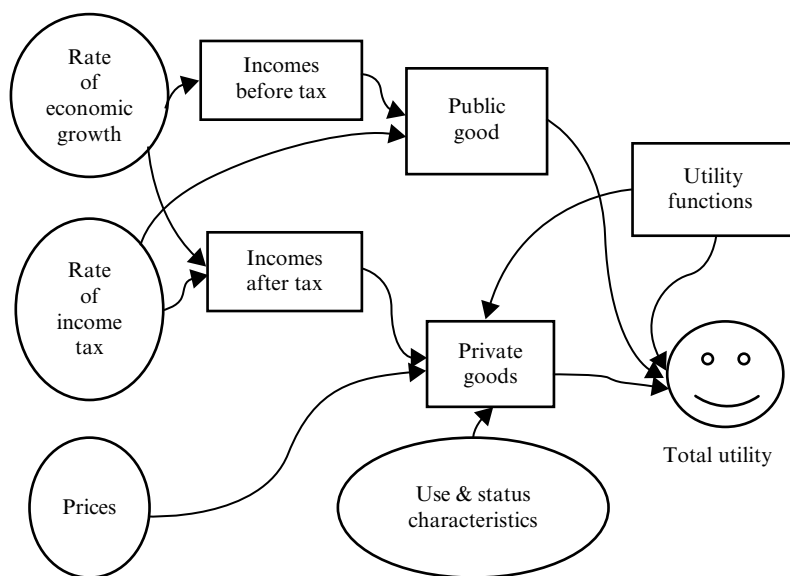 Rate
of
economic
growth
Incomes
before tax
Public
good
Utility
functions
Rate
of
income
tax
Incomes
after tax
Private
goods
Total utility
Prices
Use & status
characteristics